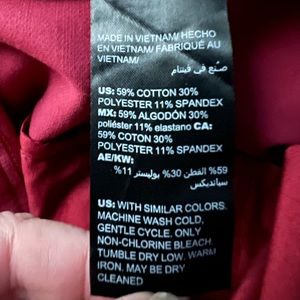 MADE IN VIETNAM/ HECHO
EN VIETNAM/ FABRIQUÉ AU
VIETNAM/
صنع في فيتنام
US: 59% COTTON 30%
POLYESTER 11% SPANDEX
MX: 59% ALGODÓN 30%
poliéster 11% elastano CA:
59% COTON 30%
POLYESTER 11% SPANDEX
AE/KW:
59% القطن 30% بوليستر 11%
سباندیکس
US: WITH SIMILAR COLORS.
MACHINE WASH COLD,
GENTLE CYCLE. ONLY
NON-CHLORINE BLEACH.
TUMBLE DRY LOW. WARM
IRON. MAY BE DRY
CLEANED